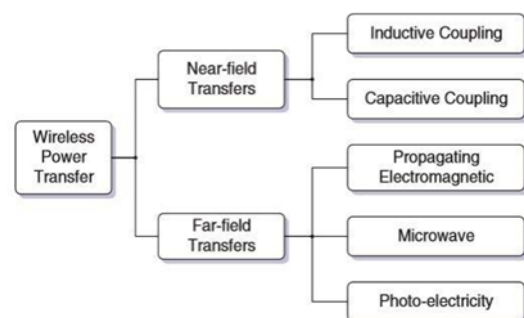 Wireless
Power
Transfer
Near-field
Transfers
Inductive Coupling
Capacitive Coupling
Far-field
Transfers
Propagating
Electromagnetic
Microwave
Photo-electricity